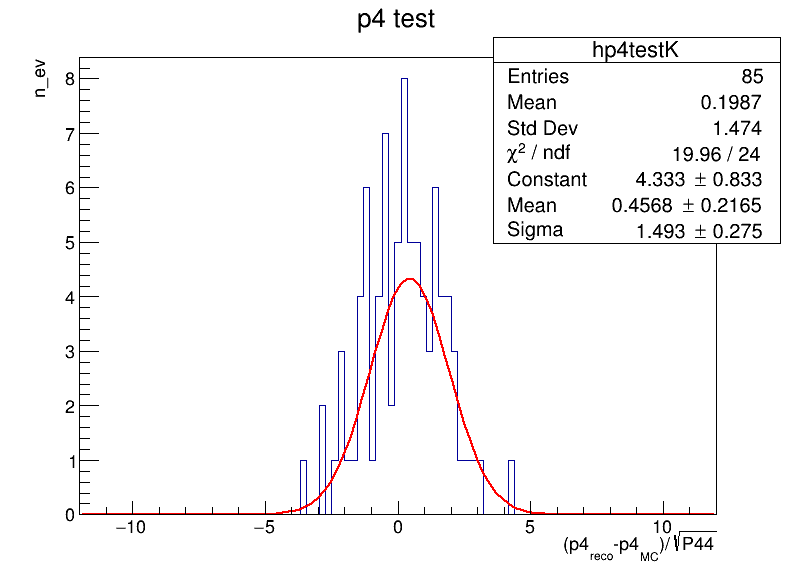 p4 test
hp4testK
Entries 85
Mean 0.1987
Std Dev 1.474
χ² / ndf 19.96 / 24
Constant 4.333 ± 0.833
Mean 0.4568 ± 0.2165
Sigma 1.493 ± 0.275
n_ev
8
7
6
5
4
3
2
1
0
−10 −5 0 5 10
(p4reco-p4MC)/√P44